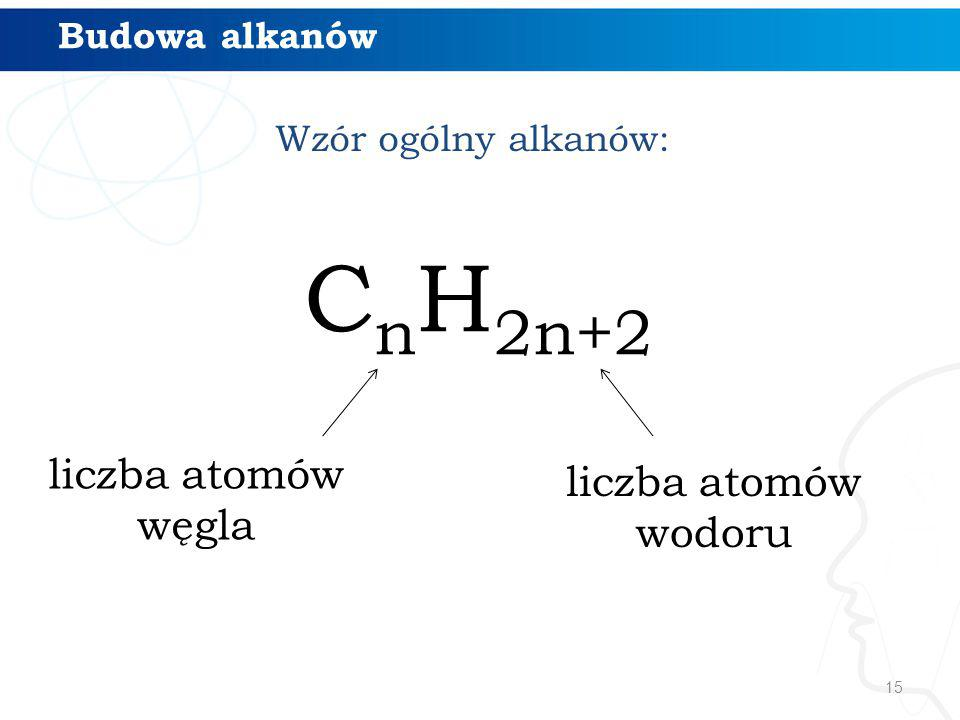 Budowa alkanów
Wzór ogólny alkanów:
CₙH₂ₙ₊₂
liczba atomów
węgla
liczba atomów
wodoru
15